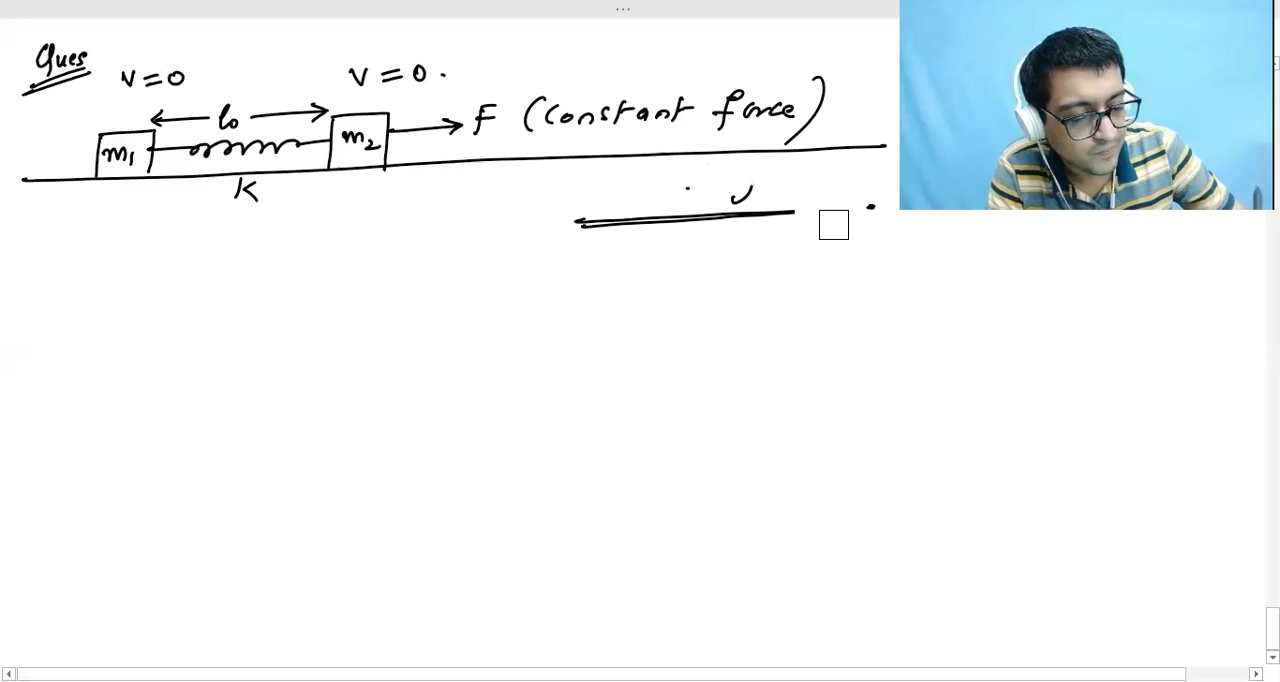 Ques
v = 0 v = 0 .
l₀
m₁ m₂ F (constant force)
K